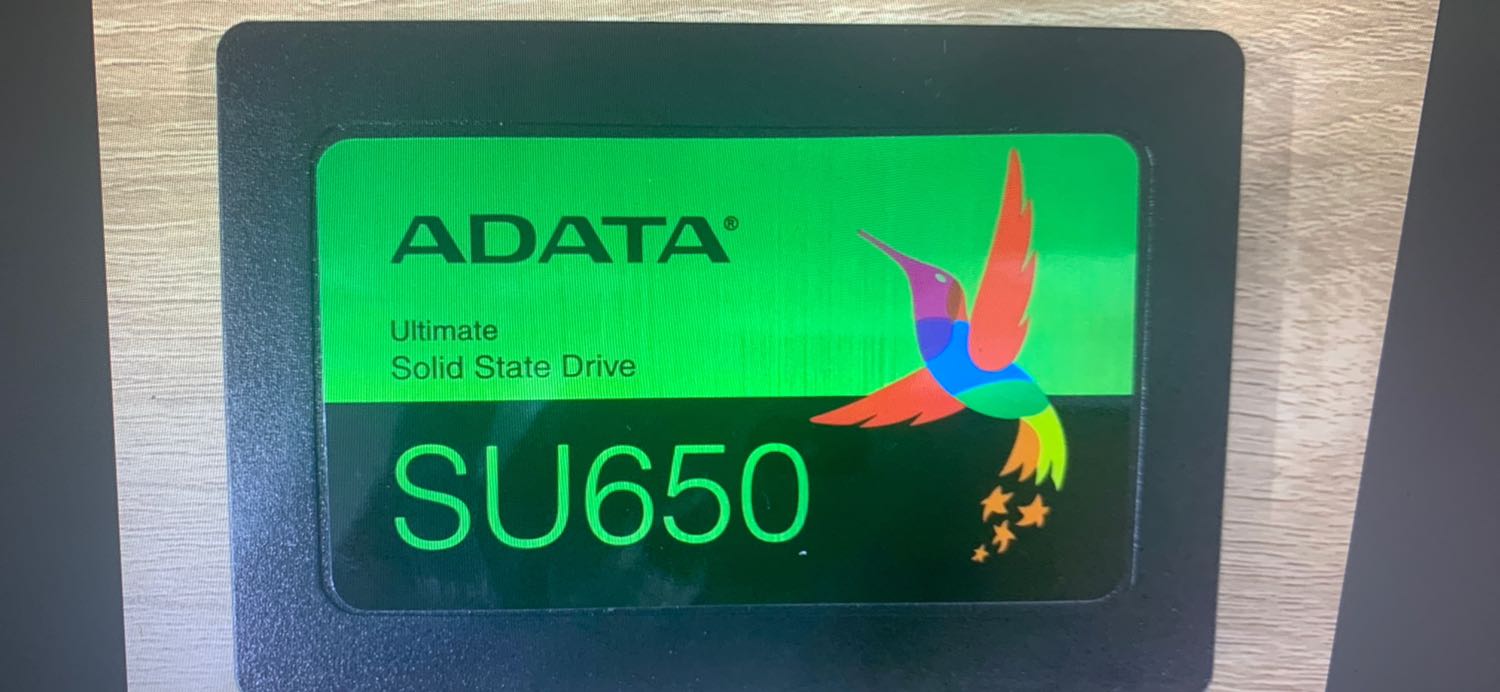 ADATA®
Ultimate
Solid State Drive
SU650